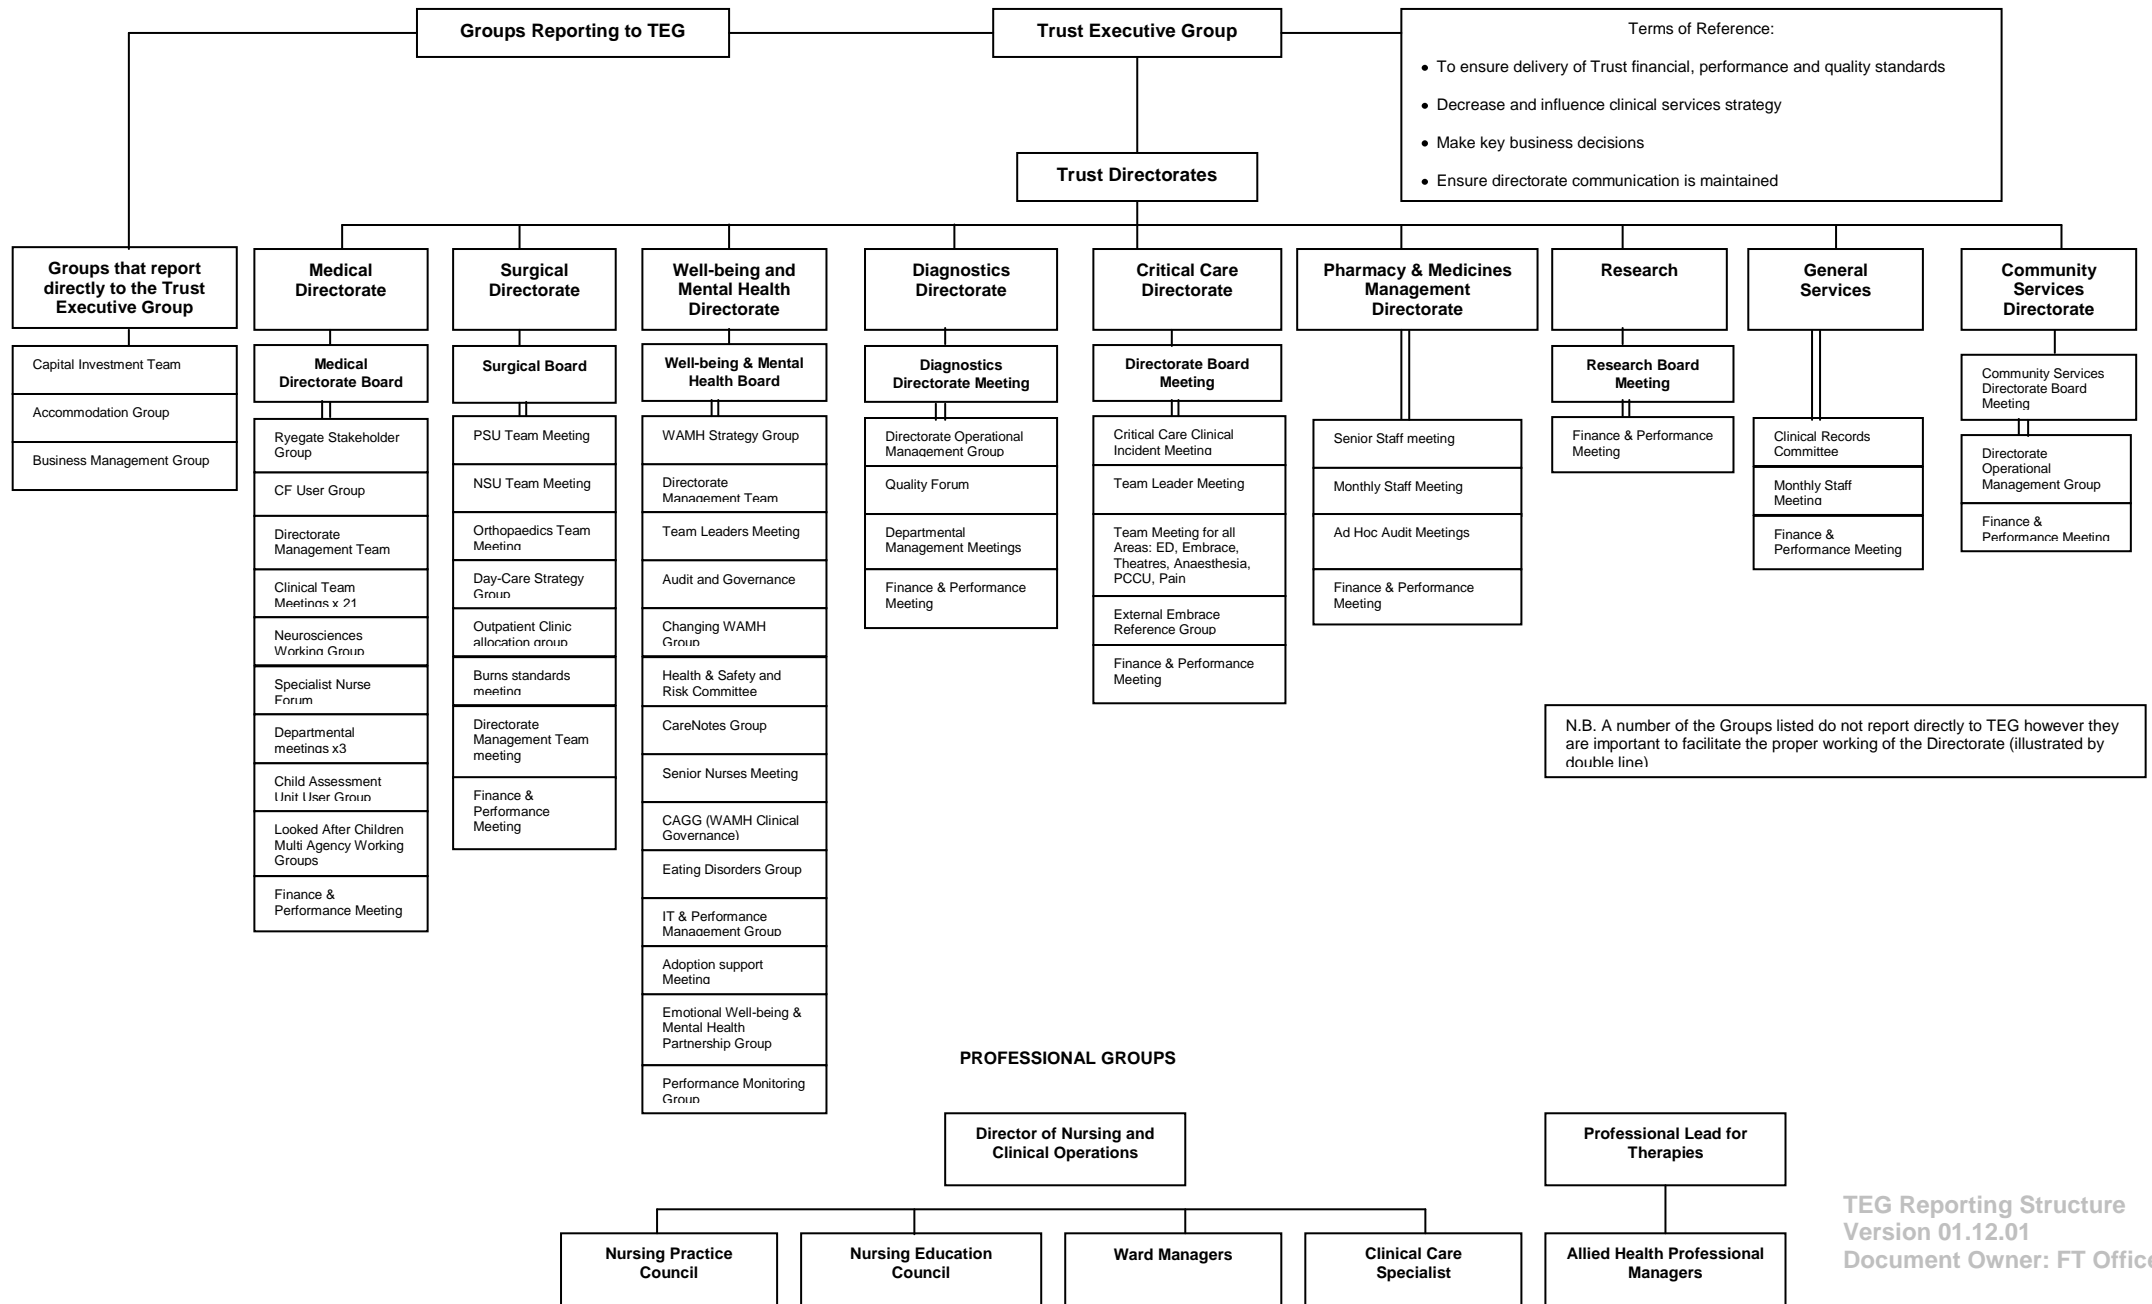 Groups Reporting to TEG
Trust Executive Group
Terms of Reference:
• To ensure delivery of Trust financial, performance and quality standards
• Decrease and influence clinical services strategy
• Make key business decisions
• Ensure directorate communication is maintained
Trust Directorates
Groups that report
directly to the Trust
Executive Group
Capital Investment Team
Accommodation Group
Business Management Group
Medical
Directorate
Medical
Directorate Board
Ryegate Stakeholder
Group
CF User Group
Directorate
Management Team
Clinical Team
Meetings x 21
Neurosciences
Working Group
Specialist Nurse
Forum
Departmental
meetings x3
Child Assessment
Unit User Group
Looked After Children
Multi Agency Working
Groups
Finance &
Performance Meeting
Surgical
Directorate
Surgical Board
PSU Team Meeting
NSU Team Meeting
Orthopaedics Team
Meeting
Day-Care Strategy
Group
Outpatient Clinic
allocation group
Burns standards
meeting
Directorate
Management Team
meeting
Finance &
Performance
Meeting
Well-being and
Mental Health
Directorate
Well-being & Mental
Health Board
WAMH Strategy Group
Directorate
Management Team
Team Leaders Meeting
Audit and Governance
Changing WAMH
Group
Health & Safety and
Risk Committee
CareNotes Group
Senior Nurses Meeting
CAGG (WAMH Clinical
Governance)
Eating Disorders Group
IT & Performance
Management Group
Adoption support
Meeting
Emotional Well-being &
Mental Health
Partnership Group
Performance Monitoring
Group
Diagnostics
Directorate
Diagnostics
Directorate Meeting
Directorate Operational
Management Group
Quality Forum
Departmental
Management Meetings
Finance & Performance
Meeting
Critical Care
Directorate
Directorate Board
Meeting
Critical Care Clinical
Incident Meeting
Team Leader Meeting
Team Meeting for all
Areas: ED, Embrace,
Theatres, Anaesthesia,
PCCU, Pain
External Embrace
Reference Group
Finance & Performance
Meeting
Pharmacy & Medicines
Management
Directorate
Senior Staff meeting
Monthly Staff Meeting
Ad Hoc Audit Meetings
Finance & Performance
Meeting
Research
Research Board
Meeting
Finance & Performance
Meeting
General
Services
Clinical Records
Committee
Monthly Staff
Meeting
Finance &
Performance Meeting
Community
Services
Directorate
Community Services
Directorate Board
Meeting
Directorate
Operational
Management Group
Finance &
Performance Meeting
N.B. A number of the Groups listed do not report directly to TEG however they
are important to facilitate the proper working of the Directorate (illustrated by
double line)
PROFESSIONAL GROUPS
Director of Nursing and
Clinical Operations
Professional Lead for
Therapies
Nursing Practice
Council
Nursing Education
Council
Ward Managers
Clinical Care
Specialist
Allied Health Professional
Managers
TEG Reporting Structure
Version 01.12.01
Document Owner: FT Office